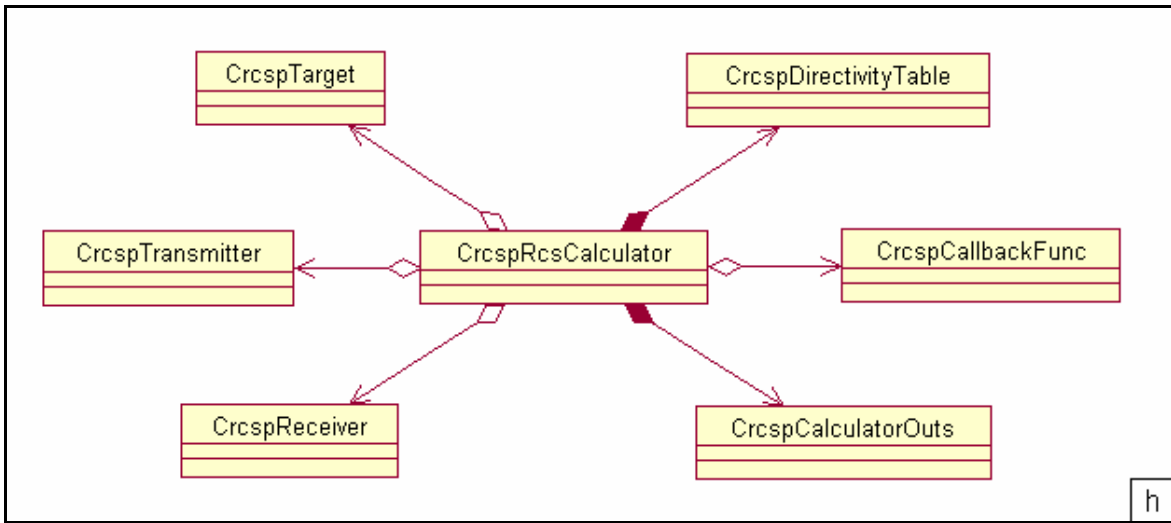 CrcspTarget
CrcspDirectivityTable
CrcspTransmitter
CrcspRcsCalculator
CrcspCallbackFunc
CrcspReceiver
CrcspCalculatorOuts
h